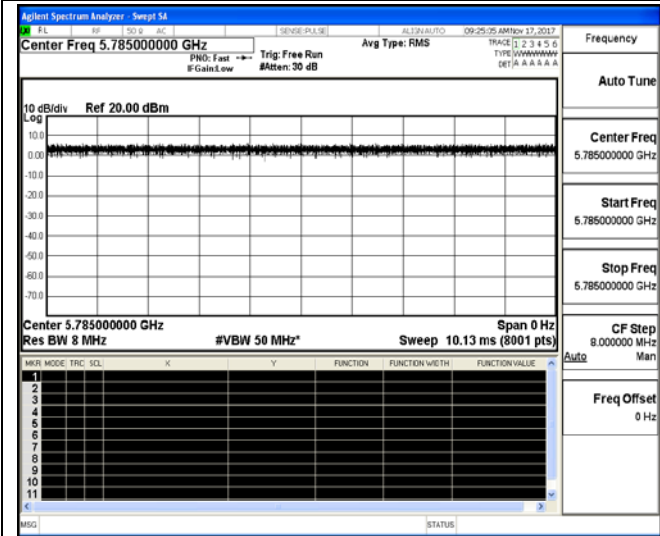 Agilent Spectrum Analyzer - Swept SA
RL RF 50 Ω AC SENSE:PULSE ALIGNAUTO 09:25:05 AM Nov 17, 2017
Center Freq 5.785000000 GHz
PNO: Fast
IFGain:Low
Trig: Free Run
#Atten: 30 dB
Avg Type: RMS
TRACE 1 2 3 4 5 6
TYPE WWWWWW
DET A A A A A A
Frequency
Auto Tune
10 dB/div Ref 20.00 dBm
Log
10.0
0.00
-10.0
-20.0
-30.0
-40.0
-50.0
-60.0
-70.0
Center Freq
5.785000000 GHz
Start Freq
5.785000000 GHz
Stop Freq
5.785000000 GHz
Center 5.785000000 GHz Span 0 Hz
Res BW 8 MHz #VBW 50 MHz* Sweep 10.13 ms (8001 pts)
CF Step
8.000000 MHz
Auto Man
MKR MODE TRC SCL X Y FUNCTION FUNCTION WIDTH FUNCTION VALUE
1
2
3
4
5
6
7
8
9
10
11
Freq Offset
0 Hz
MSG STATUS